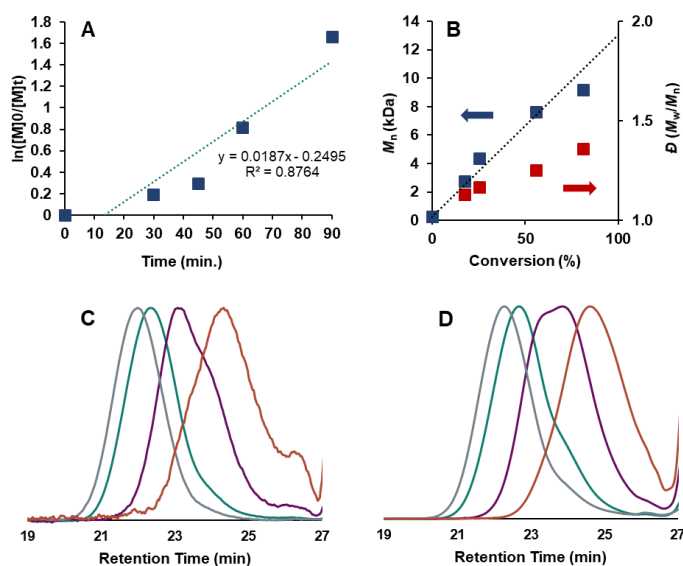 A
ln([M]0/[M]t)
1.8
1.6
1.4
1.2
1
0.8
0.6
0.4
0.2
0
y = 0.0187x - 0.2495
R² = 0.8764
0 10 20 30 40 50 60 70 80 90
Time (min.)
B
Mn (kDa)
14
12
10
8
6
4
2
0
2.0
1.5
1.0
Đ (Mw/Mn)
0 50 100
Conversion (%)
C
19 21 23 25 27
Retention Time (min)
D
19 21 23 25 27
Retention Time (min)